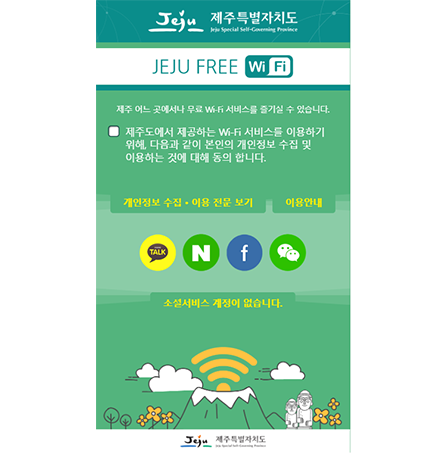 Jeju 제주특별자치도
Jeju Special Self-Governing Province
JEJU FREE Wi Fi
제주 어느 곳에서나 무료 Wi-Fi 서비스를 즐기실 수 있습니다.
제주도에서 제공하는 Wi-Fi 서비스를 이용하기
위해, 다음과 같이 본인의 개인정보 수집 및
이용하는 것에 대해 동의 합니다.
개인정보 수집・이용 전문 보기 이용안내
TALK N f
소셜서비스 계정이 없습니다.
Jeju 제주특별자치도
Jeju Special Self-Governing Province